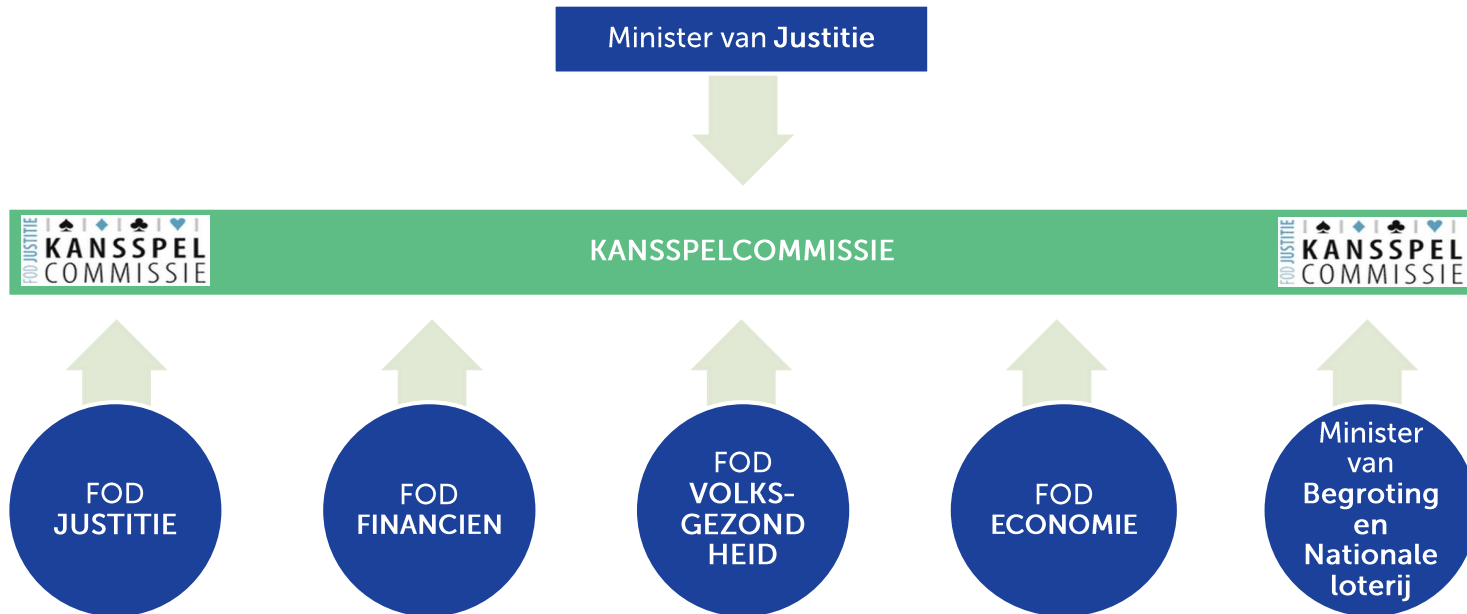 Minister van Justitie
FOD JUSTITIE
KANSSPEL
COMMISSIE
KANSSPELCOMMISSIE
FOD JUSTITIE
KANSSPEL
COMMISSIE
FOD
JUSTITIE
FOD
FINANCIEN
FOD
VOLKS-
GEZOND
HEID
FOD
ECONOMIE
Minister
van
Begroting
en
Nationale
loterij